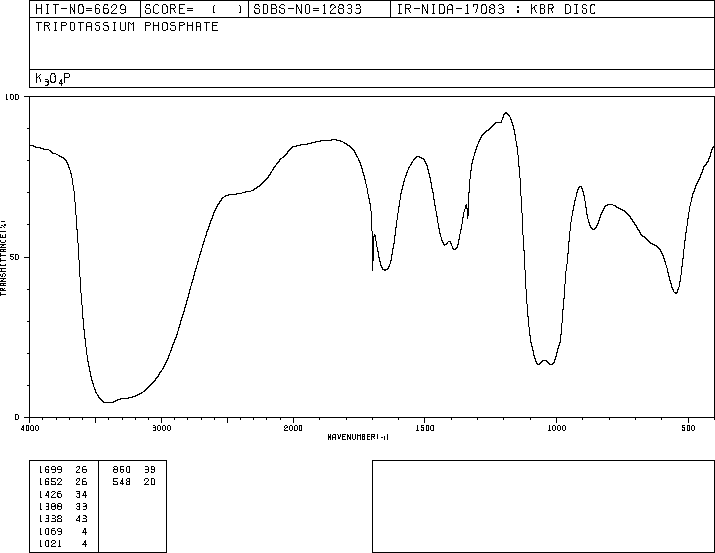 HIT-NO=6629 SCORE= ( ) SDBS-NO=12833 IR-NIDA-17083 : KBR DISC
TRIPOTASSIUM PHOSPHATE
K3O4P
100
50
0
TRANSMITTANCE(%)
4000 3000 2000 1500 1000 500
WAVENUMBER(-1)
1699 26 860 39
1652 26 548 20
1426 34
1388 33
1338 43
1069 4
1021 4